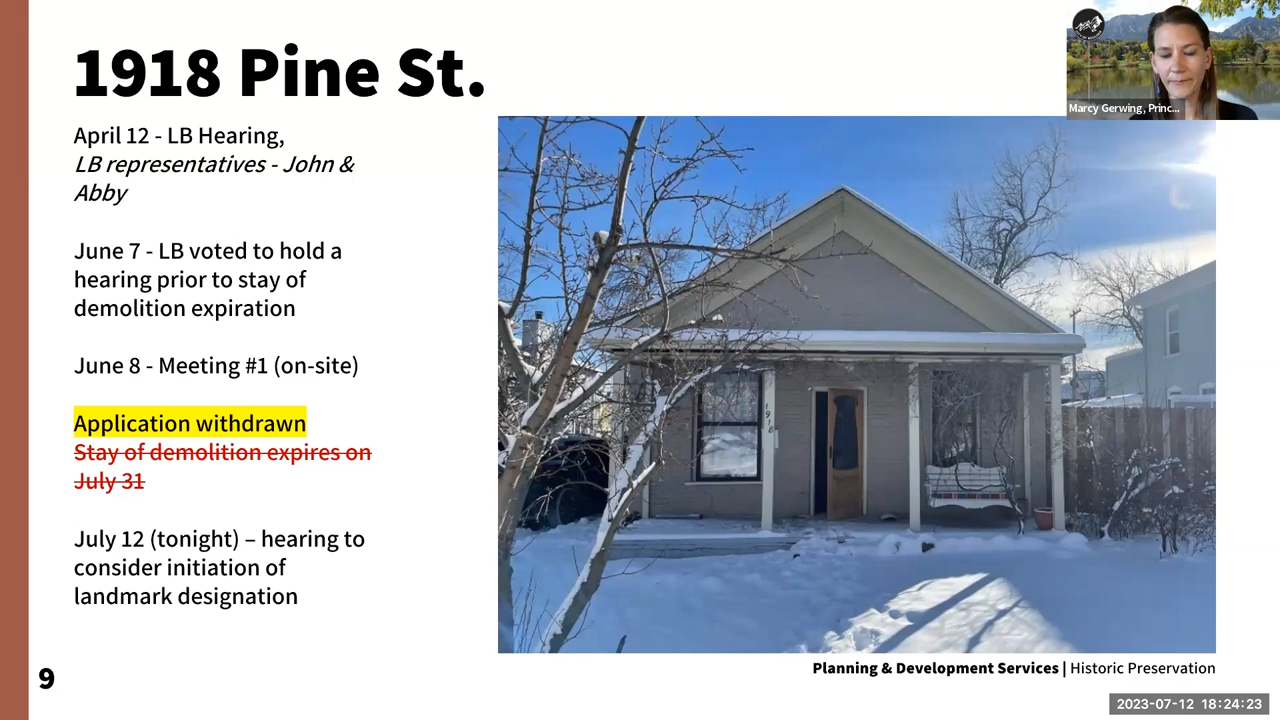 1918 Pine St.
April 12 - LB Hearing,
LB representatives - John &
Abby
June 7 - LB voted to hold a
hearing prior to stay of
demolition expiration
June 8 - Meeting #1 (on-site)
Application withdrawn
Stay of demolition expires on
July 31
July 12 (tonight) – hearing to
consider initiation of
landmark designation
9
Marcy Gerwing, Princ...
1918
Planning & Development Services | Historic Preservation
2023-07-12 18:24:23